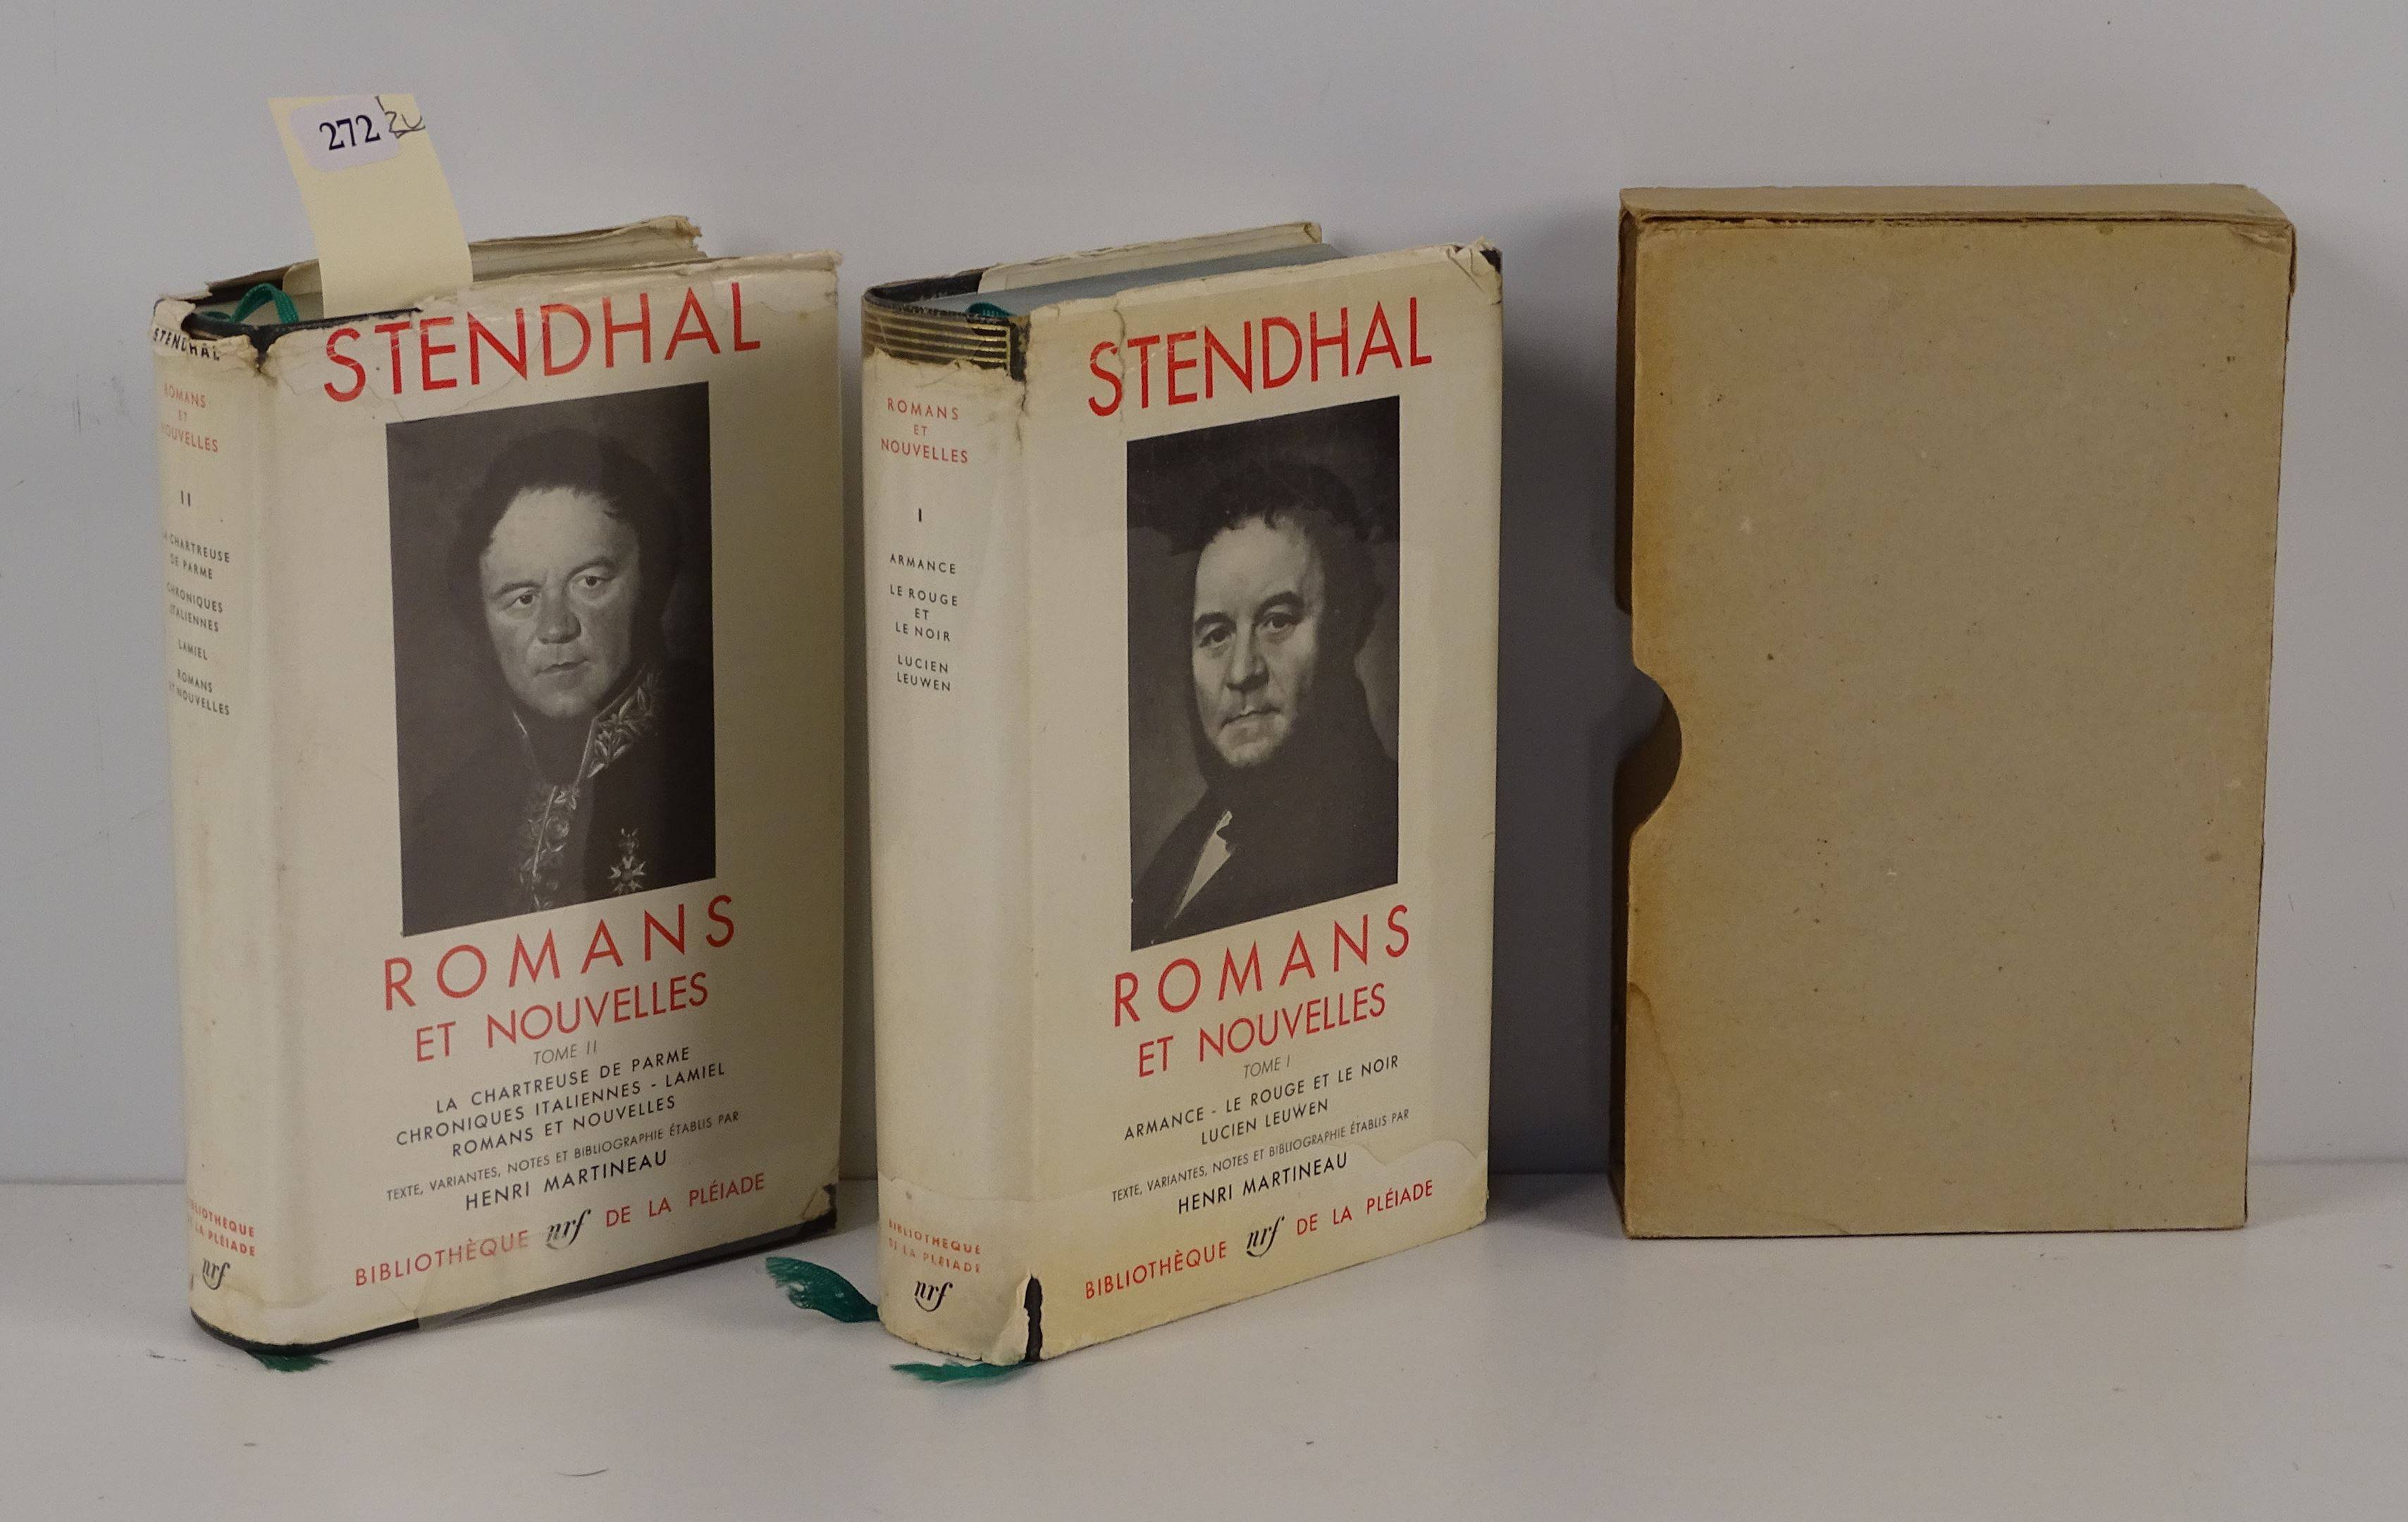 272
STENDHAL
ROMANS
ET
NOUVELLES
II
LA CHARTREUSE
DE PARME
CHRONIQUES
ITALIENNES
LAMIEL
ROMANS
ET NOUVELLES
BIBLIOTHÈQUE
DE LA PLÉIADE
nrf
STENDHAL
ROMANS
ET NOUVELLES
TOME II
LA CHARTREUSE DE PARME
CHRONIQUES ITALIENNES - LAMIEL
ROMANS ET NOUVELLES
TEXTE, VARIANTES, NOTES ET BIBLIOGRAPHIE ÉTABLIS PAR
HENRI MARTINEAU
BIBLIOTHÈQUE nrf DE LA PLÉIADE
ROMANS
ET
NOUVELLES
I
ARMANCE
LE ROUGE
ET
LE NOIR
LUCIEN
LEUWEN
BIBLIOTHÈQUE
DE LA PLÉIADE
nrf
STENDHAL
ROMANS
ET NOUVELLES
TOME I
ARMANCE - LE ROUGE ET LE NOIR
LUCIEN LEUWEN
TEXTE, VARIANTES, NOTES ET BIBLIOGRAPHIE ÉTABLIS PAR
HENRI MARTINEAU
BIBLIOTHÈQUE nrf DE LA PLÉIADE